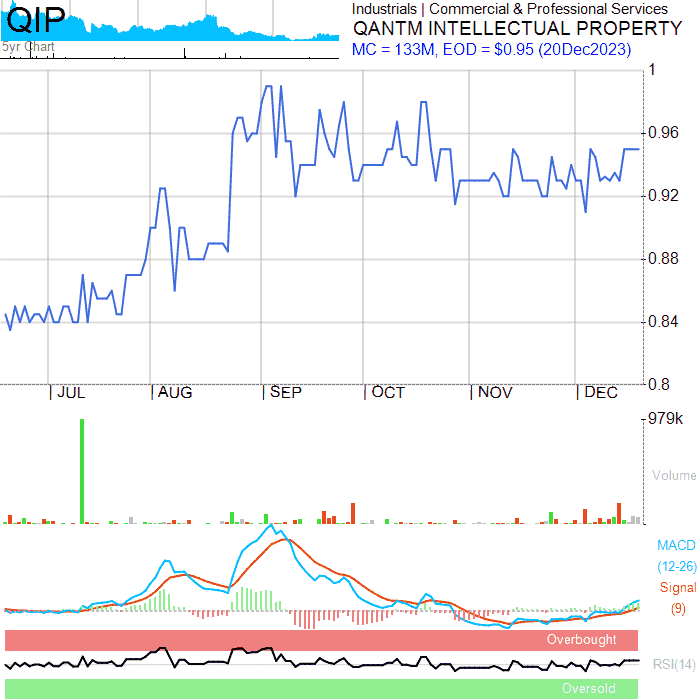 QIP
5yr Chart
Industrials | Commercial & Professional Services
QANTM INTELLECTUAL PROPERTY
MC = 133M, EOD = $0.95 (20Dec2023)
1
0.96
0.92
0.88
0.84
0.8
|JUL |AUG |SEP |OCT |NOV |DEC
979k
Volume
MACD
(12-26)
Signal
(9)
Overbought
RSI(14)
Oversold